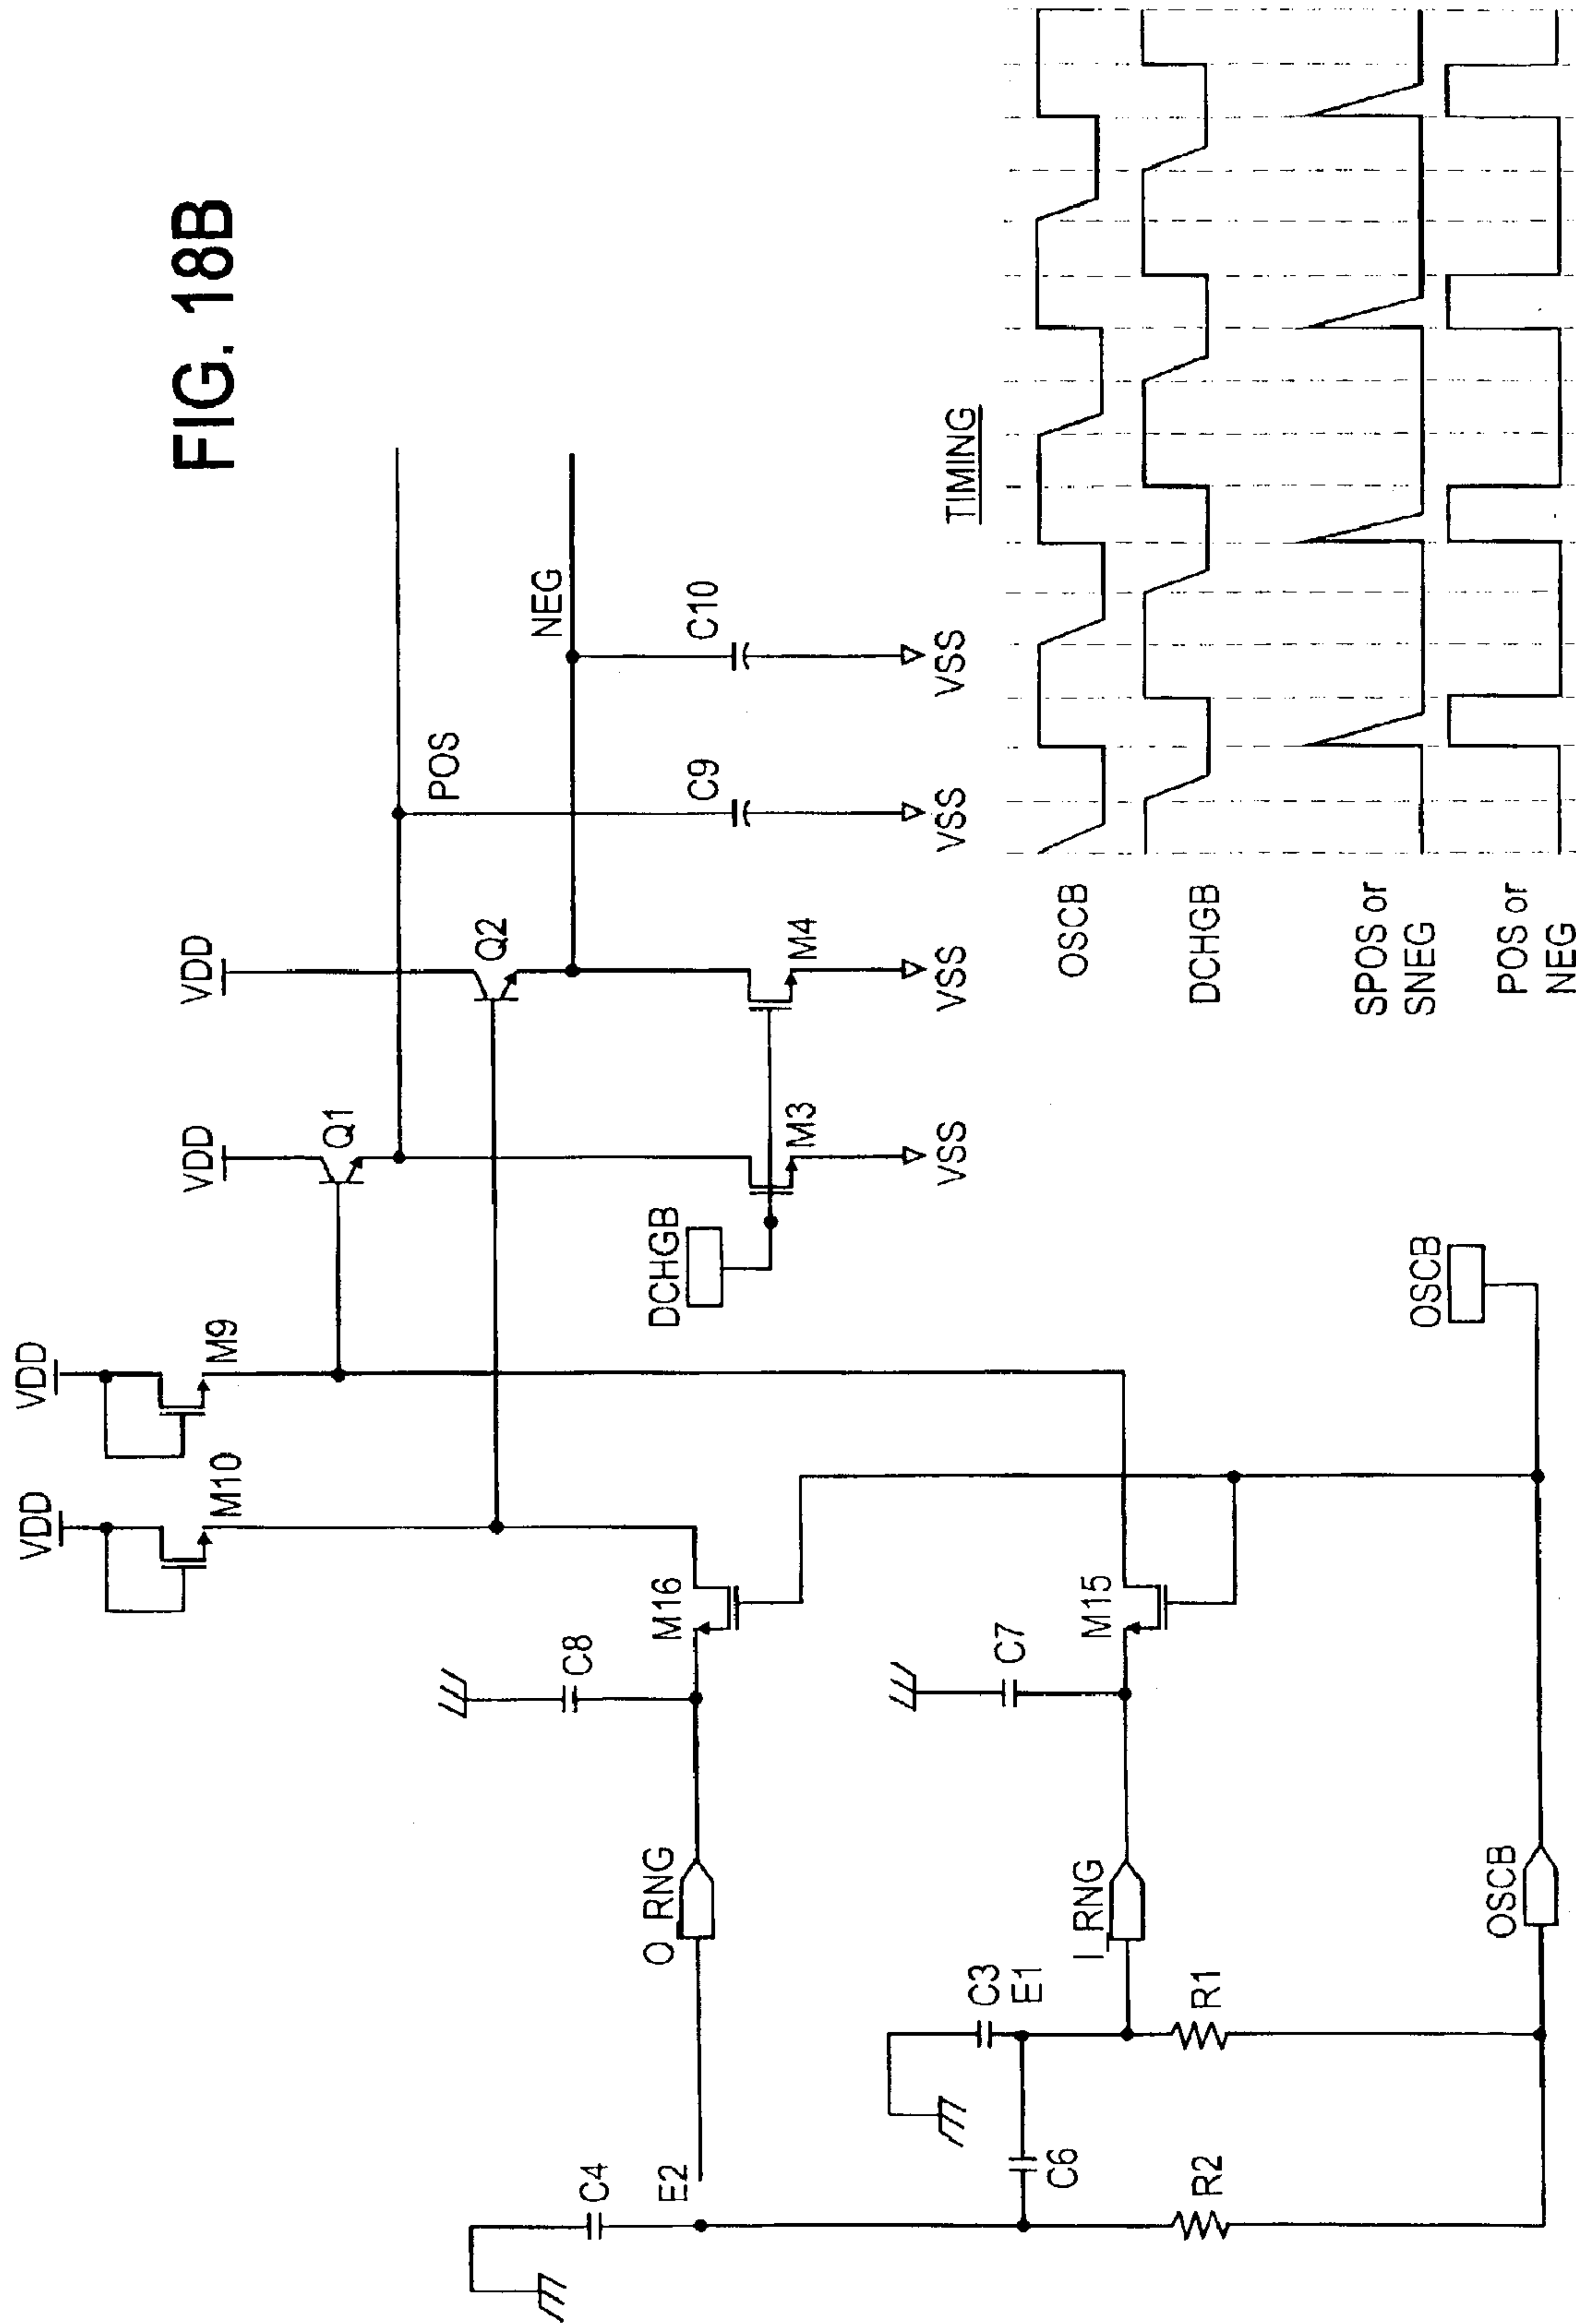 FIG. 18B
VDD
M9
VDD
M10
VDD
Q1
VDD
Q2
POS
NEG
DCHGB
M3
M4
C9
C10
VSS
VSS
VSS
VSS
C8
M16
O_RNG
C4
E2
C7
M15
I_RNG
C3
E1
C6
R1
R2
OSCB
OSCB
TIMING
OSCB
DCHGB
SPOS or
SNEG
POS or
NEG